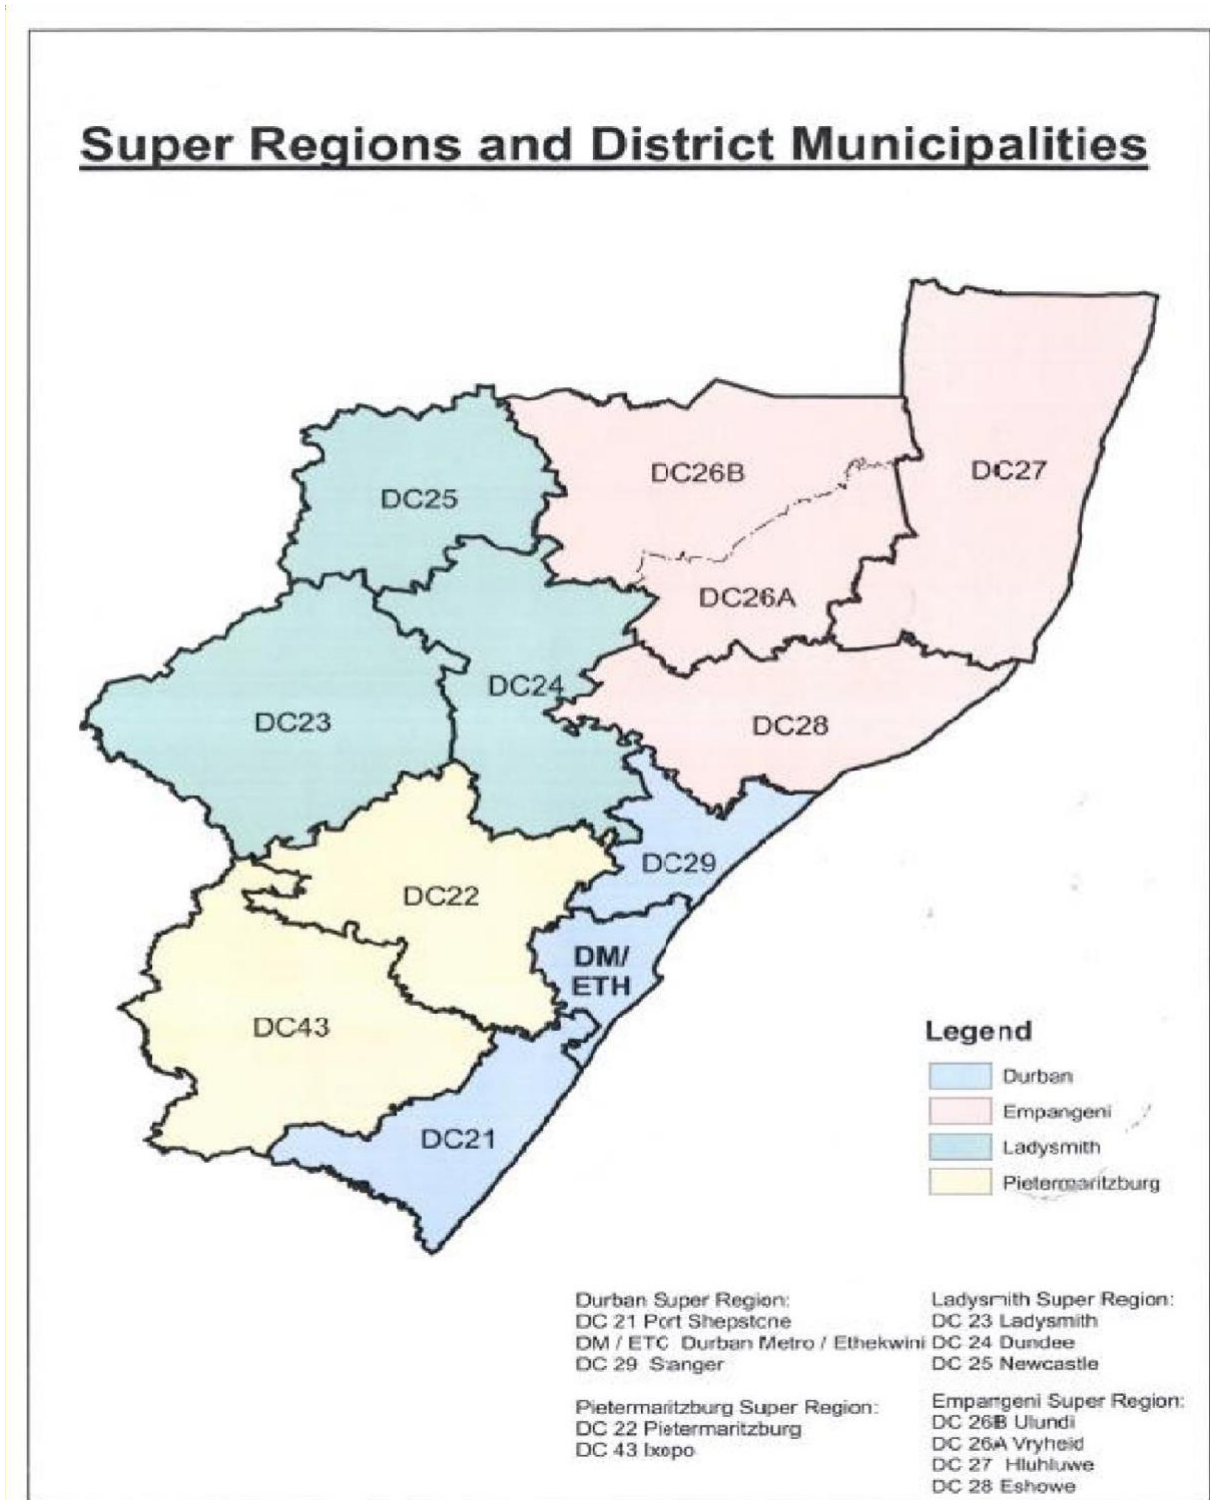 Super Regions and District Municipalities
DC27
DC26B
DC25
DC26A
DC24
DC23
DC28
DC29
DC22
DM/
ETH
DC43
DC21
Legend
Durban
Empangeni
Ladysmith
Pietermaritzburg
Durban Super Region:
DC 21 Port Shepstone
DM / ETC Durban Metro / Ethekwini
DC 29 Stanger
Pietermaritzburg Super Region:
DC 22 Pietermaritzburg
DC 43 Ixopo
Ladysmith Super Region:
DC 23 Ladysmith
DC 24 Dundee
DC 25 Newcastle
Empangeni Super Region:
DC 26B Ulundi
DC 26A Vryheid
DC 27 Hluhluwe
DC 28 Eshowe